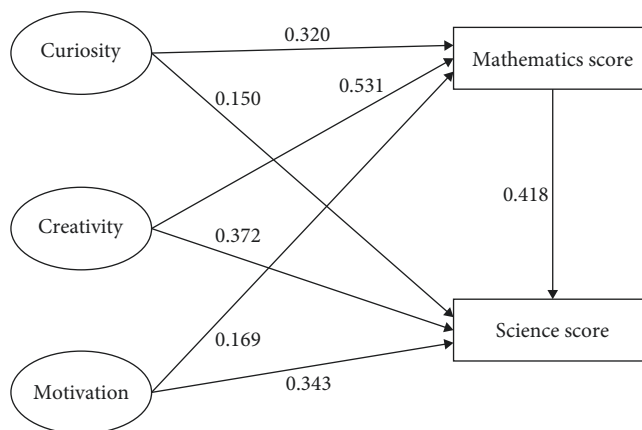 Curiosity
0.320
Mathematics score
0.150
0.531
Creativity
0.372
0.418
Science score
0.169
Motivation
0.343